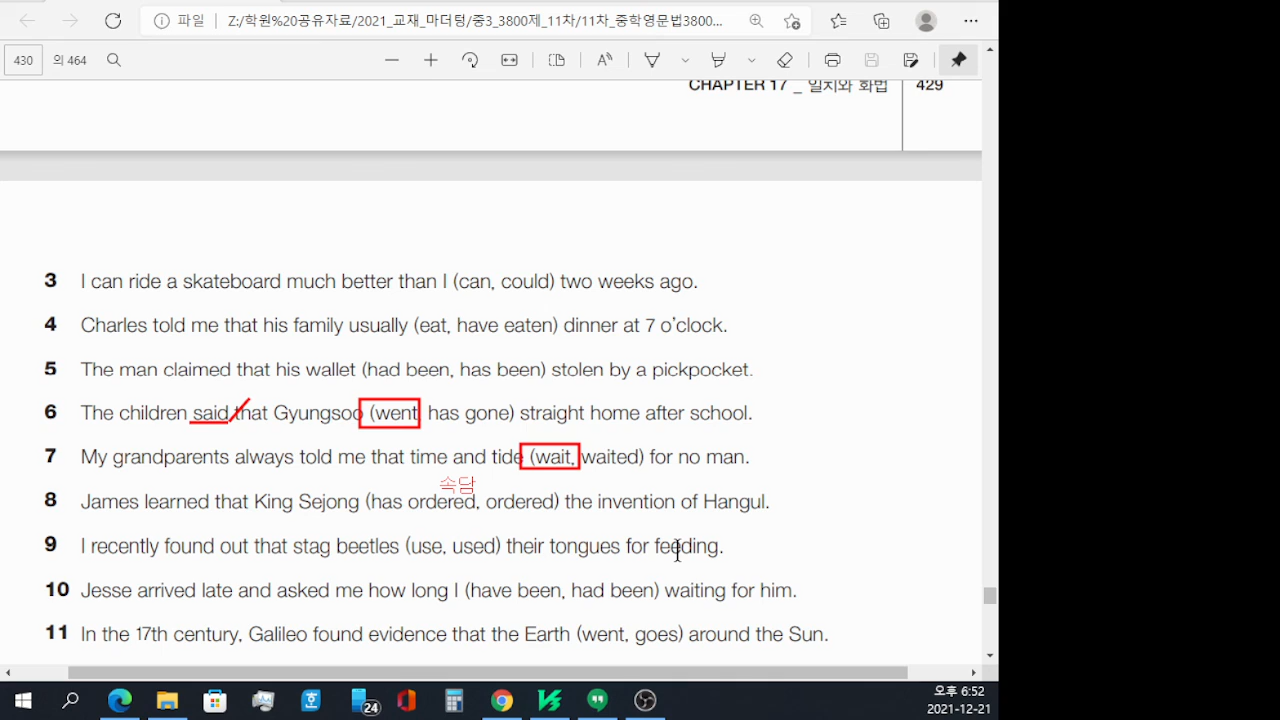 파일 Z:/학원%20공유자료/2021_교재_마더텅/중3_3800제_11차/11차_중학영문법3800...
430 의 464
CHAPTER 17 _ 일치와 화법 429
3 I can ride a skateboard much better than I (can, could) two weeks ago.
4 Charles told me that his family usually (eat, have eaten) dinner at 7 o'clock.
5 The man claimed that his wallet (had been, has been) stolen by a pickpocket.
6 The children said that Gyungsoo (went, has gone) straight home after school.
7 My grandparents always told me that time and tide (wait, waited) for no man.
속담
8 James learned that King Sejong (has ordered, ordered) the invention of Hangul.
9 I recently found out that stag beetles (use, used) their tongues for feeding.
10 Jesse arrived late and asked me how long I (have been, had been) waiting for him.
11 In the 17th century, Galileo found evidence that the Earth (went, goes) around the Sun.
24
오후 6:52
2021-12-21